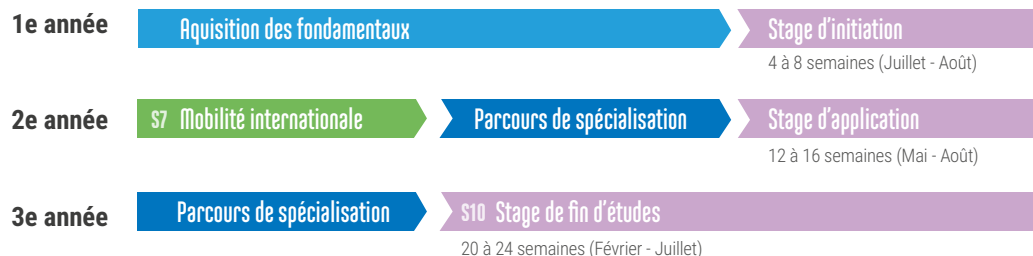 1e année
Aquisition des fondamentaux
Stage d'initiation
4 à 8 semaines (Juillet - Août)
2e année
S7 Mobilité internationale
Parcours de spécialisation
Stage d'application
12 à 16 semaines (Mai - Août)
3e année
Parcours de spécialisation
S10 Stage de fin d'études
20 à 24 semaines (Février - Juillet)